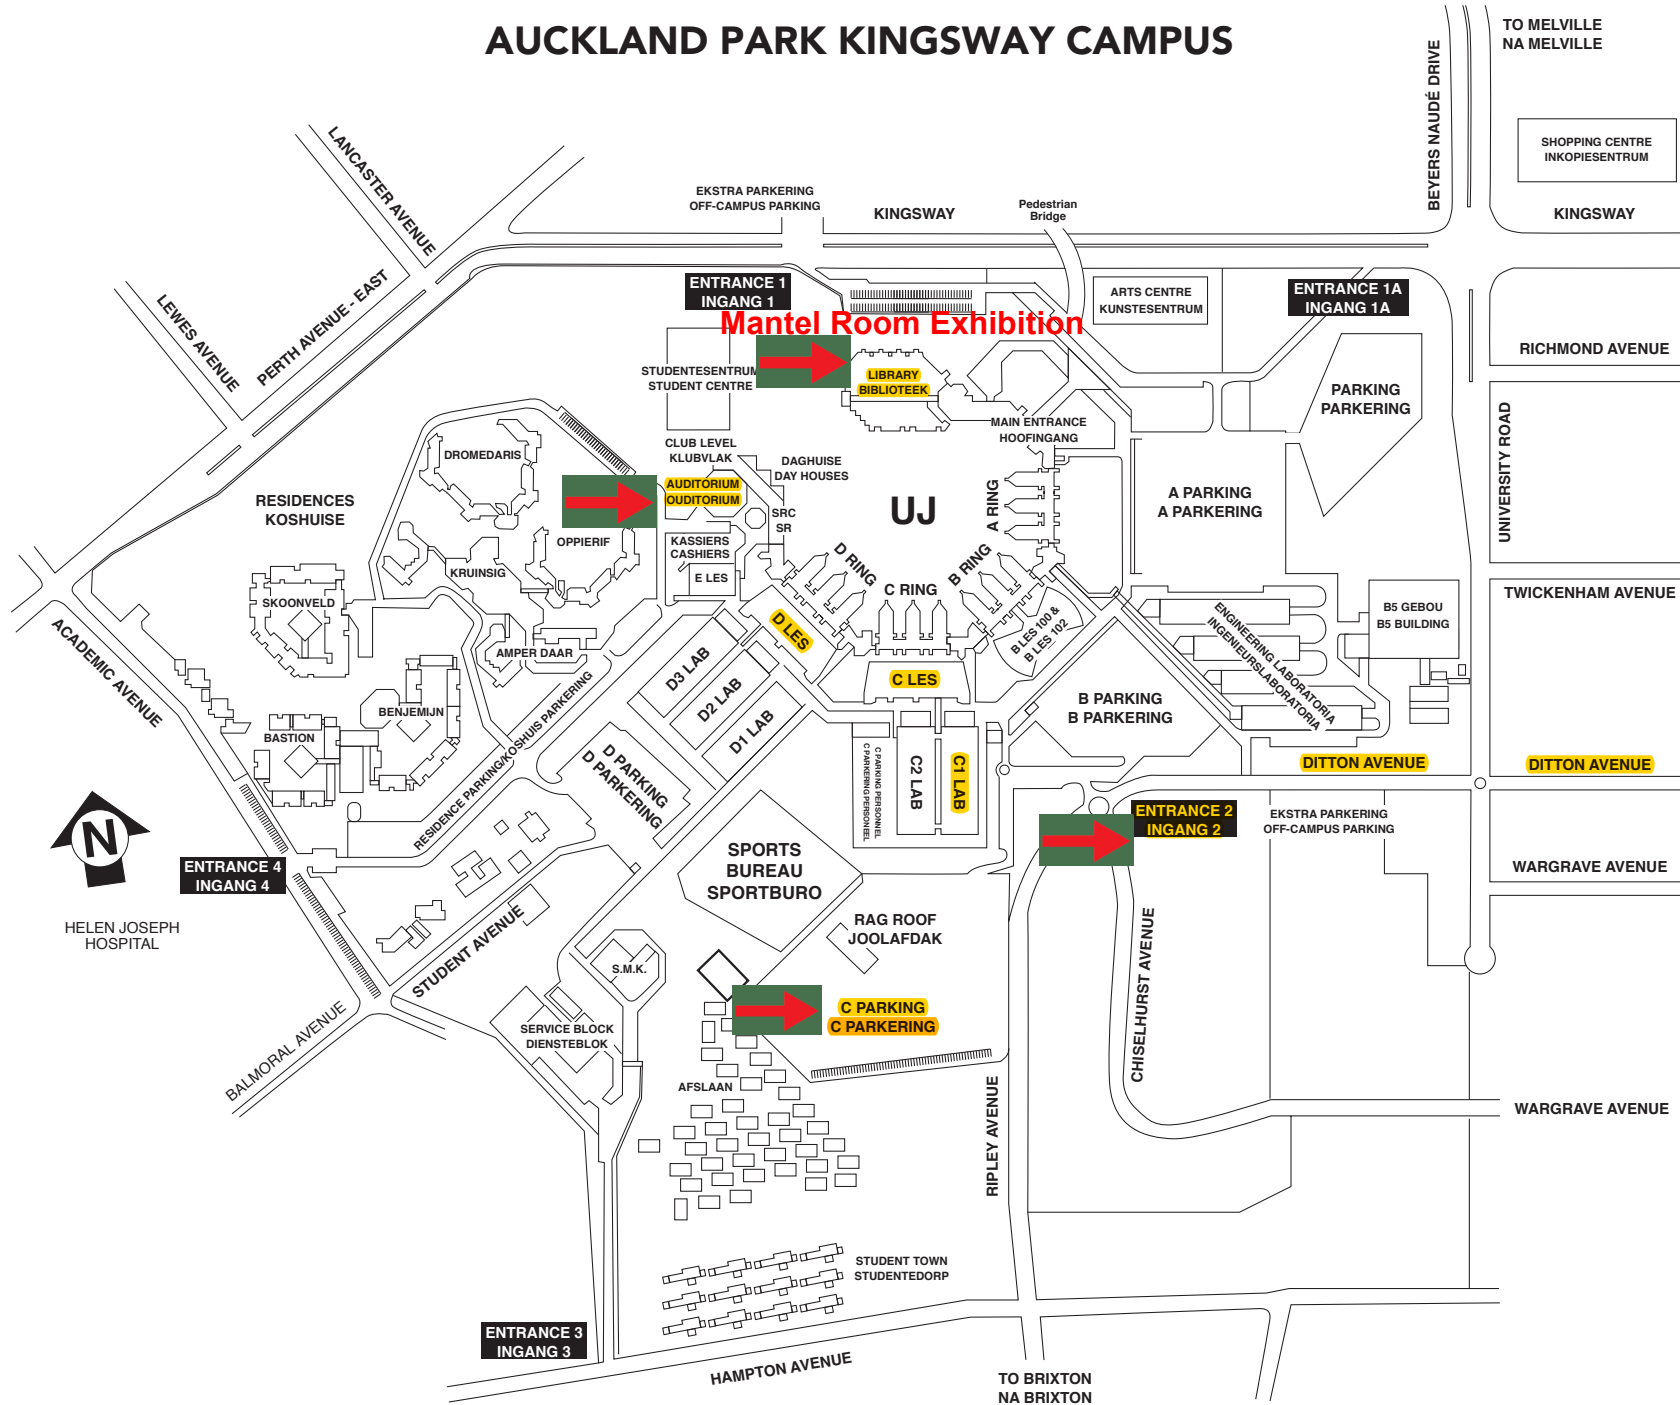 AUCKLAND PARK KINGSWAY CAMPUS
TO MELVILLE
NA MELVILLE
BEYERS NAUDÉ DRIVE
SHOPPING CENTRE
INKOPIESENTRUM
LANCASTER AVENUE
EKSTRA PARKERING
OFF-CAMPUS PARKING
KINGSWAY
Pedestrian
Bridge
KINGSWAY
LEWES AVENUE
PERTH AVENUE - EAST
ENTRANCE 1
INGANG 1
ARTS CENTRE
KUNSTESENTRUM
ENTRANCE 1A
INGANG 1A
Mantel Room Exhibition
RICHMOND AVENUE
STUDENTESENTRUM
STUDENT CENTRE
LIBRARY
BIBLIOTEEK
PARKING
PARKERING
MAIN ENTRANCE
HOOFINGANG
UNIVERSITY ROAD
CLUB LEVEL
KLUBVLAK
DAGHUISE
DAY HOUSES
DROMEDARIS
AUDITORIUM
OUDITORIUM
RESIDENCES
KOSHUISE
A PARKING
A PARKERING
UJ
A RING
SRC
SR
OPPIERIF
KASSIERS
CASHIERS
E LES
KRUINSIG
D RING
C RING
B RING
SKOONVELD
B LES 100 &
B LES 102
ENGINEERING LABORATORIA
INGENIEURSLABORATORIA
B5 GEBOU
B5 BUILDING
TWICKENHAM AVENUE
ACADEMIC AVENUE
D LES
AMPER DAAR
D3 LAB
D2 LAB
D1 LAB
C LES
B PARKING
B PARKERING
BENJEMIJN
BASTION
RESIDENCE PARKING/KOSHUIS PARKERING
D PARKING
D PARKERING
C PARKING PERSONNEL
C PARKERING PERSONEEL
C2 LAB
C1 LAB
DITTON AVENUE
DITTON AVENUE
N
ENTRANCE 2
INGANG 2
EKSTRA PARKERING
OFF-CAMPUS PARKING
ENTRANCE 4
INGANG 4
SPORTS
BUREAU
SPORTBURO
WARGRAVE AVENUE
HELEN JOSEPH
HOSPITAL
STUDENT AVENUE
RAG ROOF
JOOLAFDAK
S.M.K.
CHISELHURST AVENUE
C PARKING
C PARKERING
SERVICE BLOCK
DIENSTEBLOK
BALMORAL AVENUE
AFSLAAN
RIPLEY AVENUE
WARGRAVE AVENUE
STUDENT TOWN
STUDENTEDORP
ENTRANCE 3
INGANG 3
HAMPTON AVENUE
TO BRIXTON
NA BRIXTON